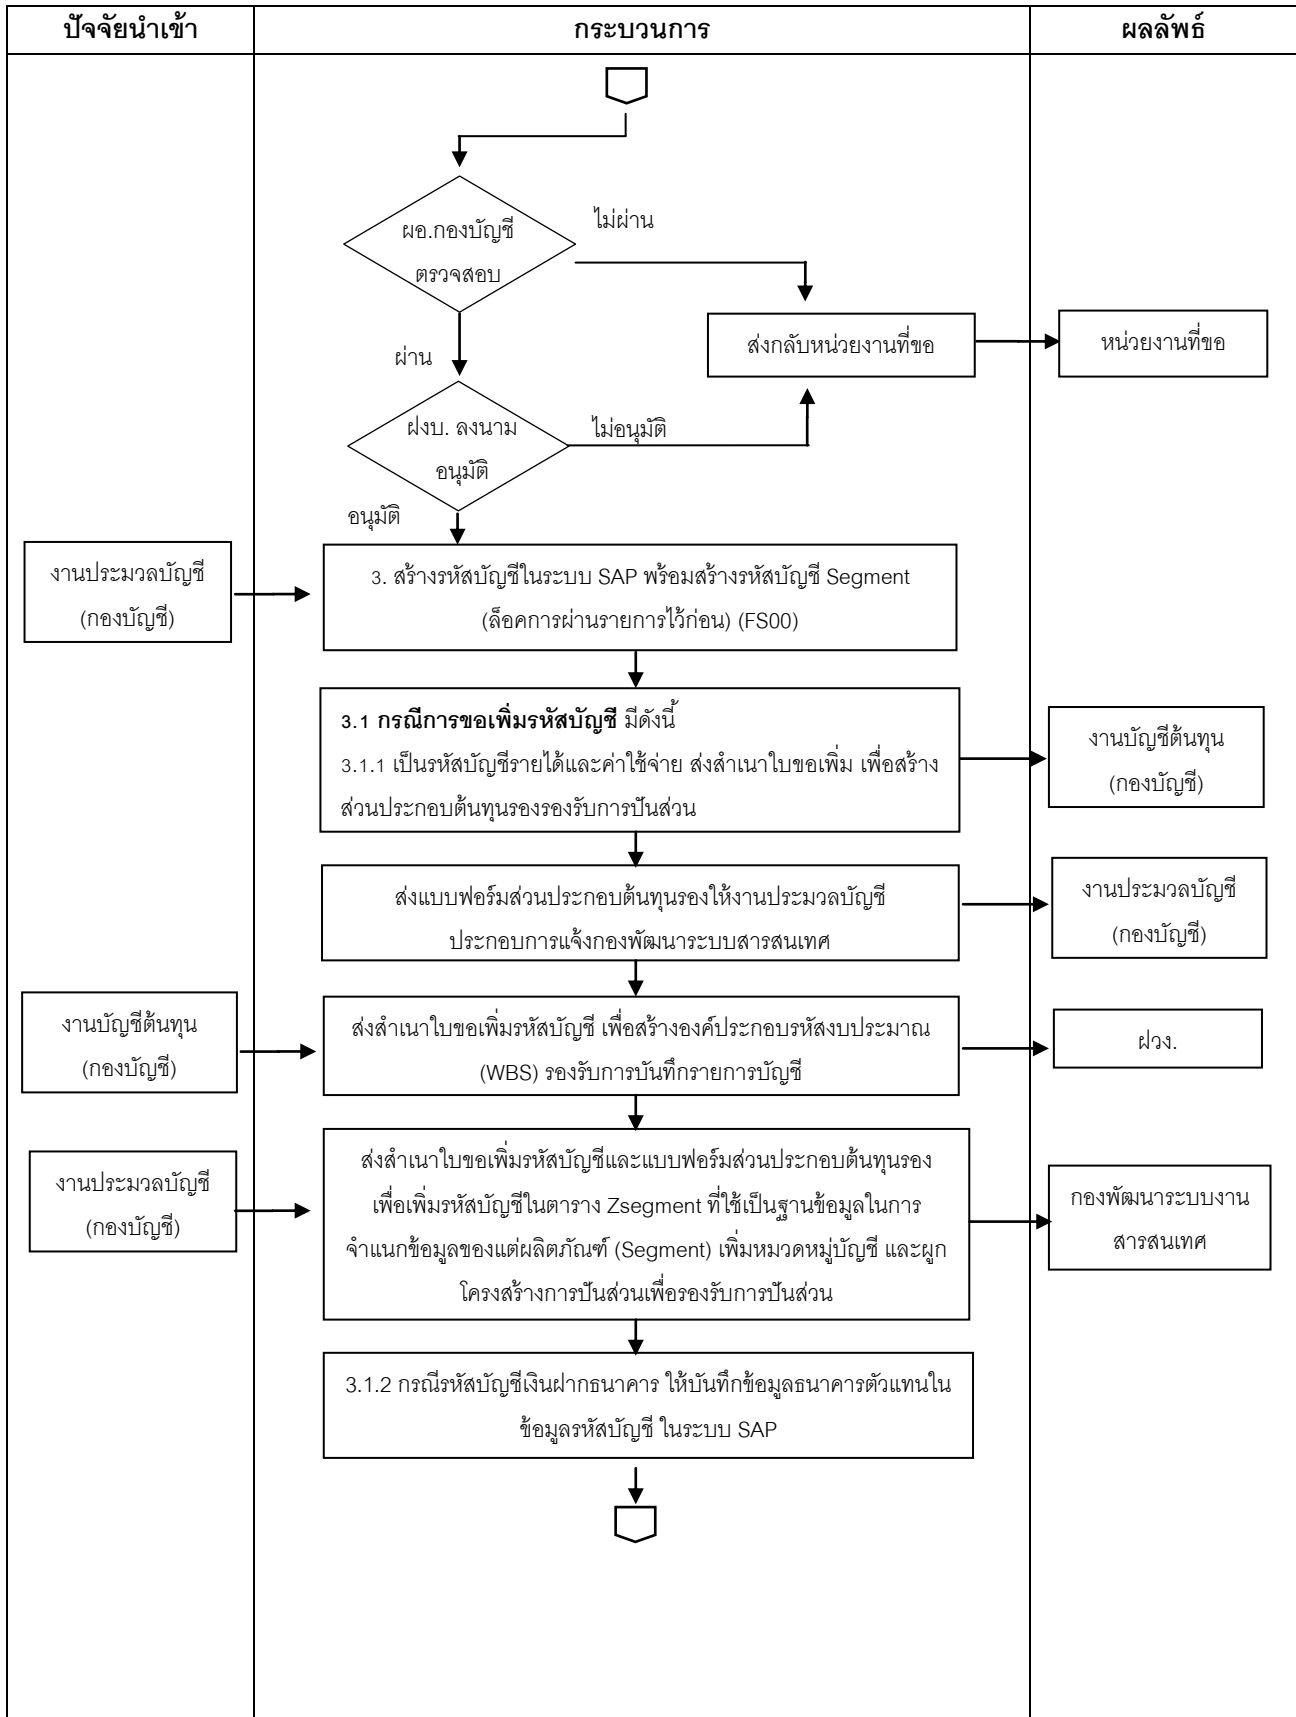 ปัจจัยนำเข้า
กระบวนการ
ผลลัพธ์
ผอ.กองบัญชี
ตรวจสอบ
ไม่ผ่าน
ส่งกลับหน่วยงานที่ขอ
หน่วยงานที่ขอ
ผ่าน
ฝงบ. ลงนาม
อนุมัติ
ไม่อนุมัติ
อนุมัติ
งานประมวลบัญชี
(กองบัญชี)
3. สร้างรหัสบัญชีในระบบ SAP พร้อมสร้างรหัสบัญชี Segment
(ล็อคการผ่านรายการไว้ก่อน) (FS00)
3.1 กรณีการขอเพิ่มรหัสบัญชี มีดังนี้
3.1.1 เป็นรหัสบัญชีรายได้และค่าใช้จ่าย ส่งสำเนาใบขอเพิ่ม เพื่อสร้าง
ส่วนประกอบต้นทุนรองรองรับการปันส่วน
งานบัญชีต้นทุน
(กองบัญชี)
ส่งแบบฟอร์มส่วนประกอบต้นทุนรองให้งานประมวลบัญชี
ประกอบการแจ้งกองพัฒนาระบบสารสนเทศ
งานประมวลบัญชี
(กองบัญชี)
งานบัญชีต้นทุน
(กองบัญชี)
ส่งสำเนาใบขอเพิ่มรหัสบัญชี เพื่อสร้างองค์ประกอบรหัสงบประมาณ
(WBS) รองรับการบันทึกรายการบัญชี
ฝวง.
งานประมวลบัญชี
(กองบัญชี)
ส่งสำเนาใบขอเพิ่มรหัสบัญชีและแบบฟอร์มส่วนประกอบต้นทุนรอง
เพื่อเพิ่มรหัสบัญชีในตาราง Zsegment ที่ใช้เป็นฐานข้อมูลในการ
จำแนกข้อมูลของแต่ผลิตภัณฑ์ (Segment) เพิ่มหมวดหมู่บัญชี และผูก
โครงสร้างการปันส่วนเพื่อรองรับการปันส่วน
กองพัฒนาระบบงาน
สารสนเทศ
3.1.2 กรณีรหัสบัญชีเงินฝากธนาคาร ให้บันทึกข้อมูลธนาคารตัวแทนใน
ข้อมูลรหัสบัญชี ในระบบ SAP